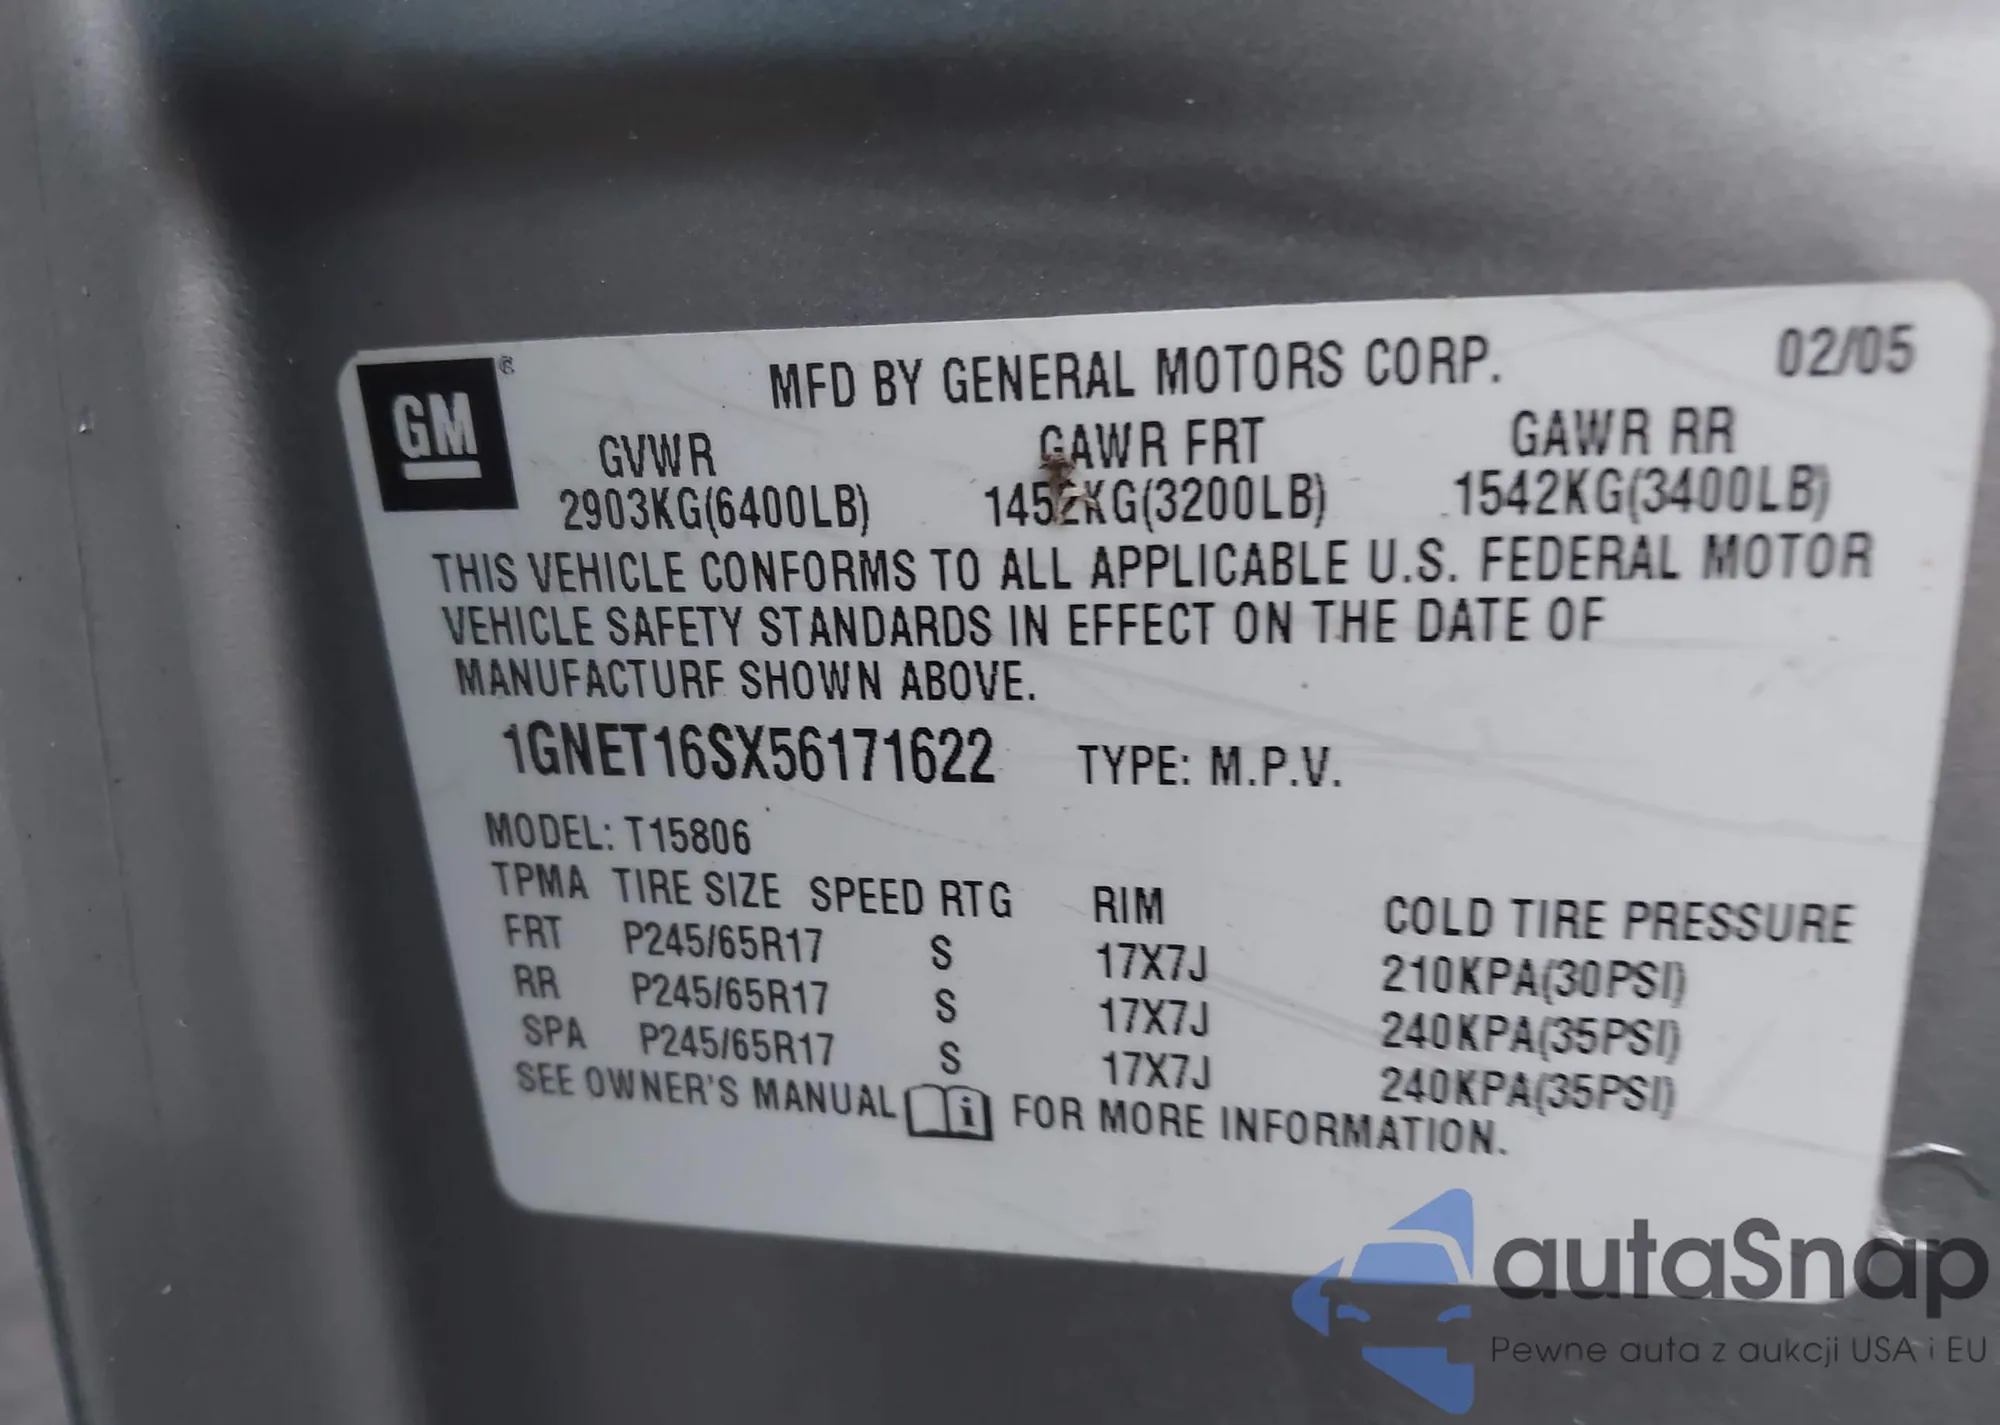 GM ®
MFD BY GENERAL MOTORS CORP. 02/05
GVWR GAWR FRT GAWR RR
2903KG(6400LB) 1452KG(3200LB) 1542KG(3400LB)
THIS VEHICLE CONFORMS TO ALL APPLICABLE U.S. FEDERAL MOTOR
VEHICLE SAFETY STANDARDS IN EFFECT ON THE DATE OF
MANUFACTURE SHOWN ABOVE.
1GNET16SX56171622 TYPE: M.P.V.
MODEL: T15806
TPMA TIRE SIZE SPEED RTG RIM COLD TIRE PRESSURE
FRT P245/65R17 S 17X7J 210KPA(30PSI)
RR P245/65R17 S 17X7J 240KPA(35PSI)
SPA P245/65R17 S 17X7J 240KPA(35PSI)
SEE OWNER'S MANUAL i FOR MORE INFORMATION.
autaSnap
Pewne auta z aukcji USA i EU